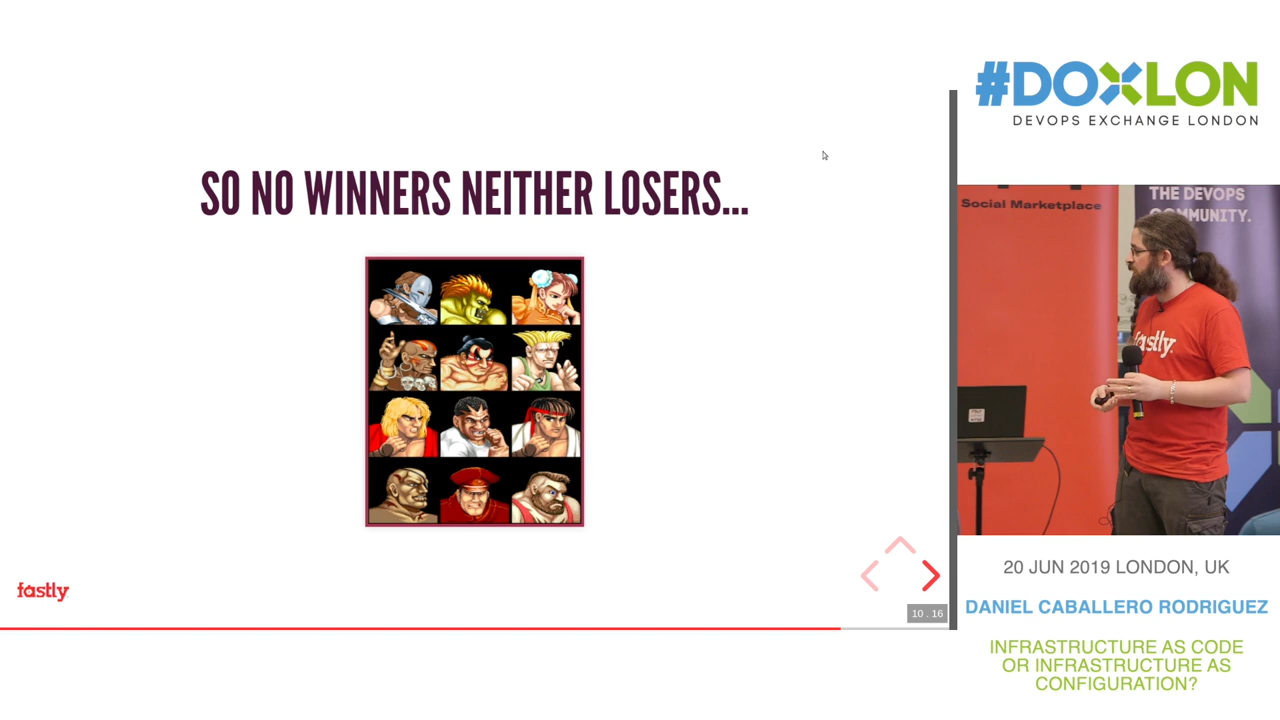 SO NO WINNERS NEITHER LOSERS...
fastly
10 . 16
#DOXLON
DEVOPS EXCHANGE LONDON
Social Marketplace
THE DEVOPS
COMMUNITY.
fastly.
20 JUN 2019 LONDON, UK
DANIEL CABALLERO RODRIGUEZ
INFRASTRUCTURE AS CODE
OR INFRASTRUCTURE AS
CONFIGURATION?